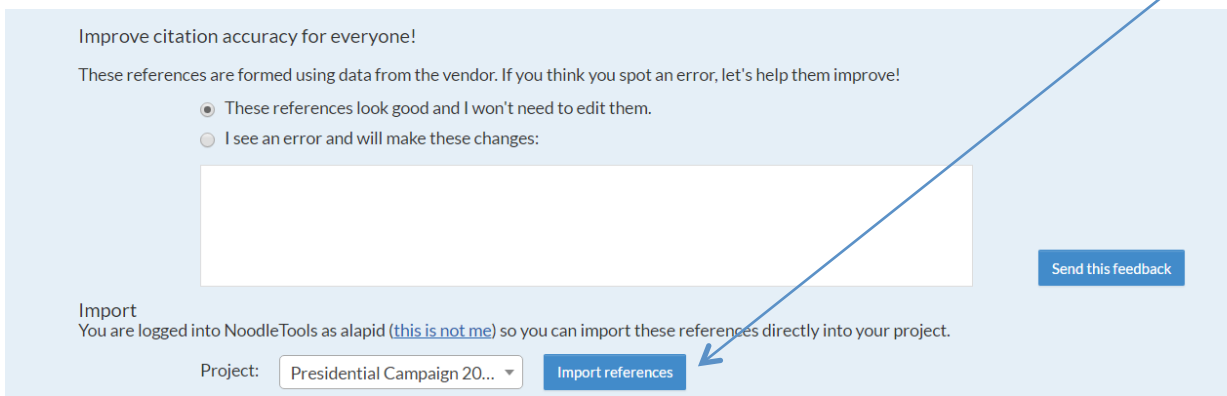 Improve citation accuracy for everyone!
These references are formed using data from the vendor. If you think you spot an error, let's help them improve!
These references look good and I won't need to edit them.
I see an error and will make these changes:
Send this feedback
Import
You are logged into NoodleTools as alapid (this is not me) so you can import these references directly into your project.
Project: Presidential Campaign 20... Import references